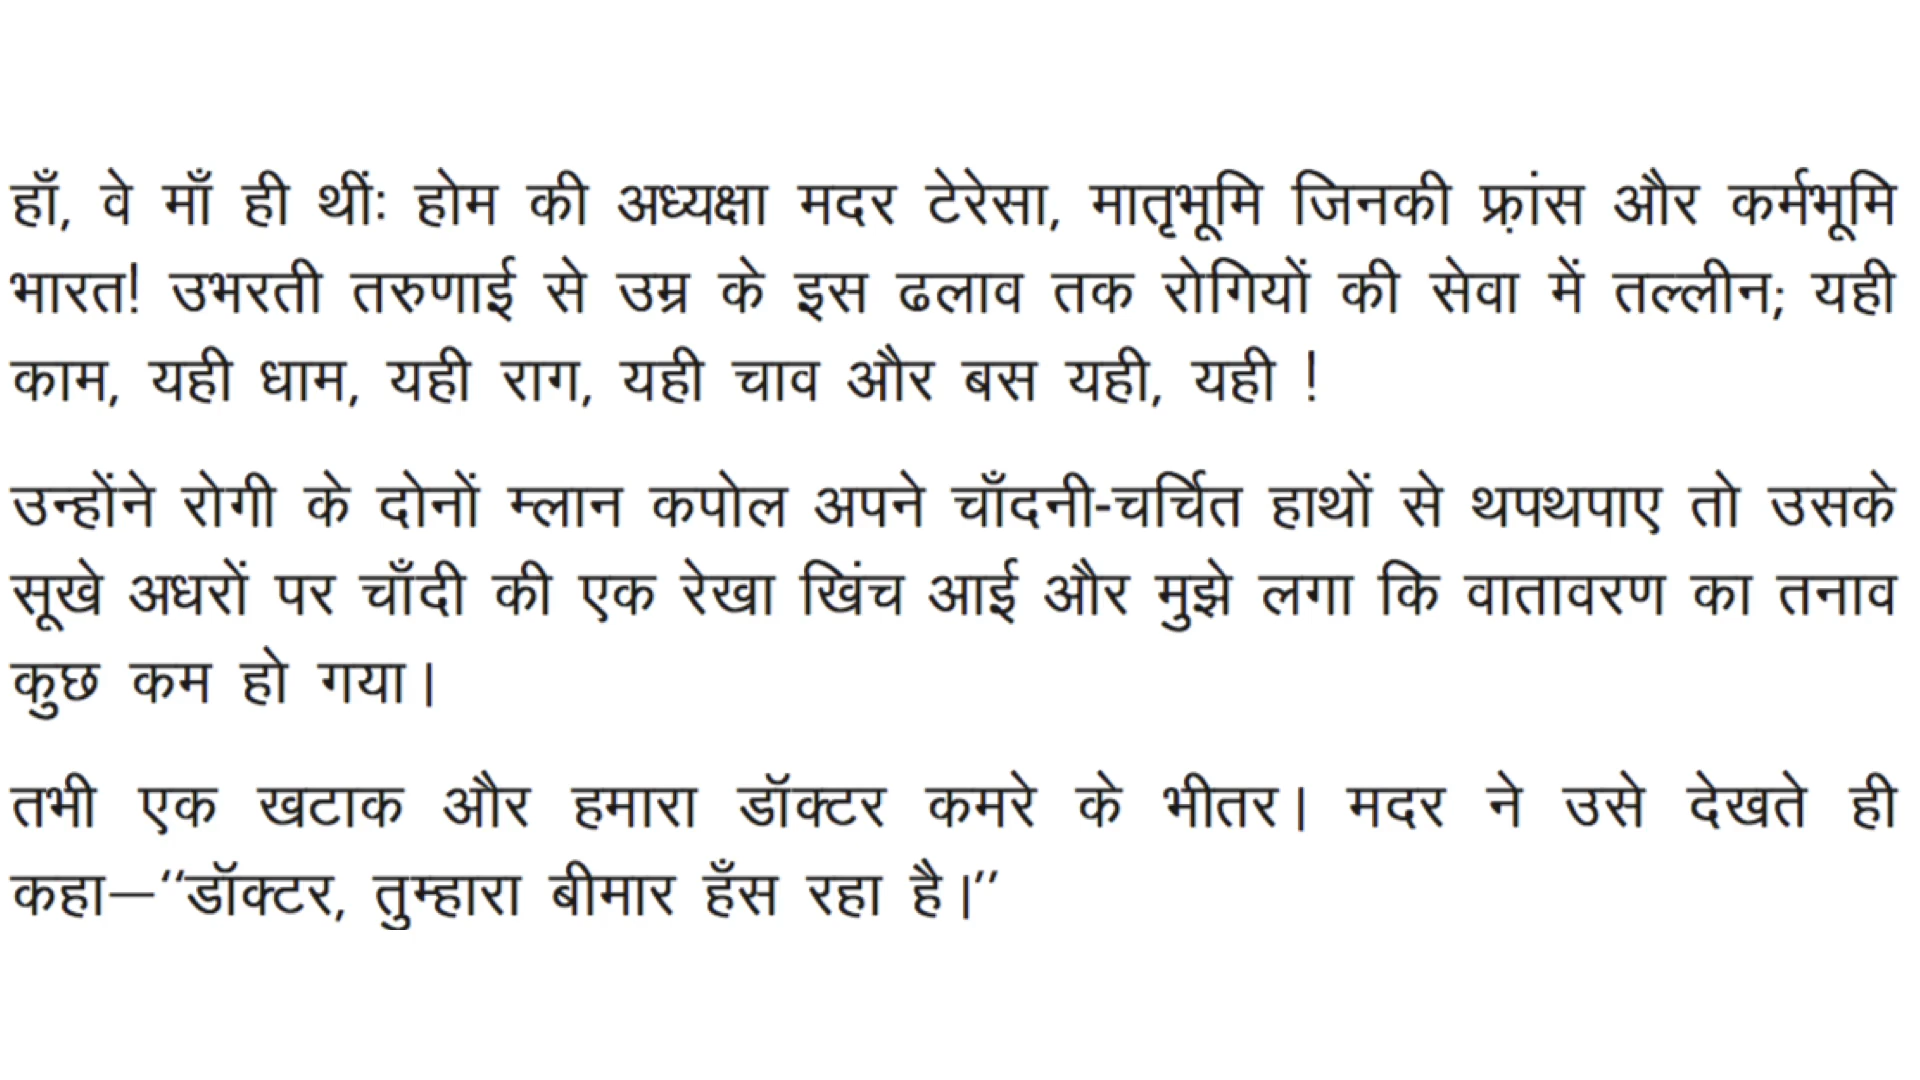 हाँ, वे माँ ही थीं: होम की अध्यक्षा मदर टेरेसा, मातृभूमि जिनकी फ़्रांस और कर्मभूमि
भारत! उभरती तरुणाई से उम्र के इस ढलाव तक रोगियों की सेवा में तल्लीन; यही
काम, यही धाम, यही राग, यही चाव और बस यही, यही !
उन्होंने रोगी के दोनों म्लान कपोल अपने चाँदनी-चर्चित हाथों से थपथपाए तो उसके
सूखे अधरों पर चाँदी की एक रेखा खिंच आई और मुझे लगा कि वातावरण का तनाव
कुछ कम हो गया।
तभी एक खटाक और हमारा डॉक्टर कमरे के भीतर। मदर ने उसे देखते ही
कहा—“डॉक्टर, तुम्हारा बीमार हँस रहा है।”